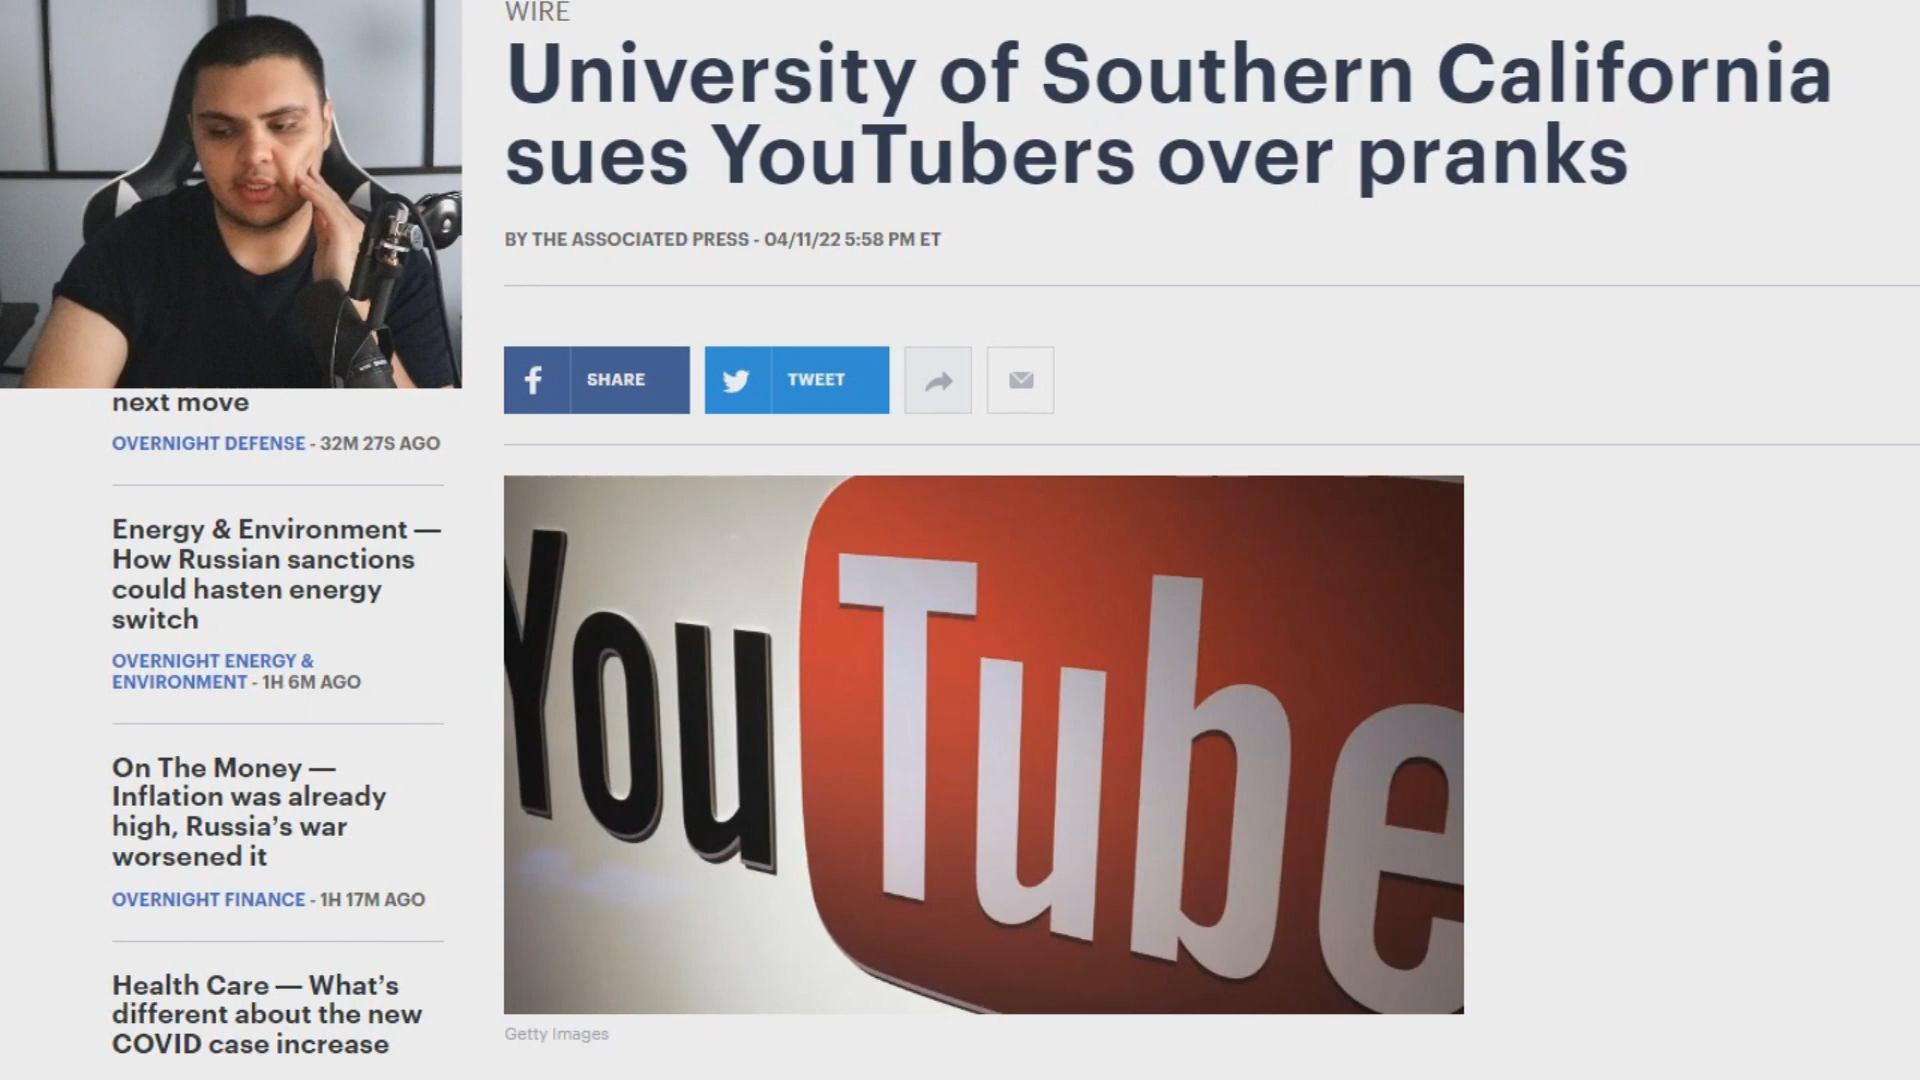 WIRE
University of Southern California
sues YouTubers over pranks
BY THE ASSOCIATED PRESS - 04/11/22 5:58 PM ET
SHARE
TWEET
next move
OVERNIGHT DEFENSE - 32M 27S AGO
Energy & Environment —
How Russian sanctions
could hasten energy
switch
OVERNIGHT ENERGY &
ENVIRONMENT - 1H 6M AGO
On The Money —
Inflation was already
high, Russia’s war
worsened it
OVERNIGHT FINANCE - 1H 17M AGO
Health Care — What’s
different about the new
COVID case increase
YouTube
Getty Images